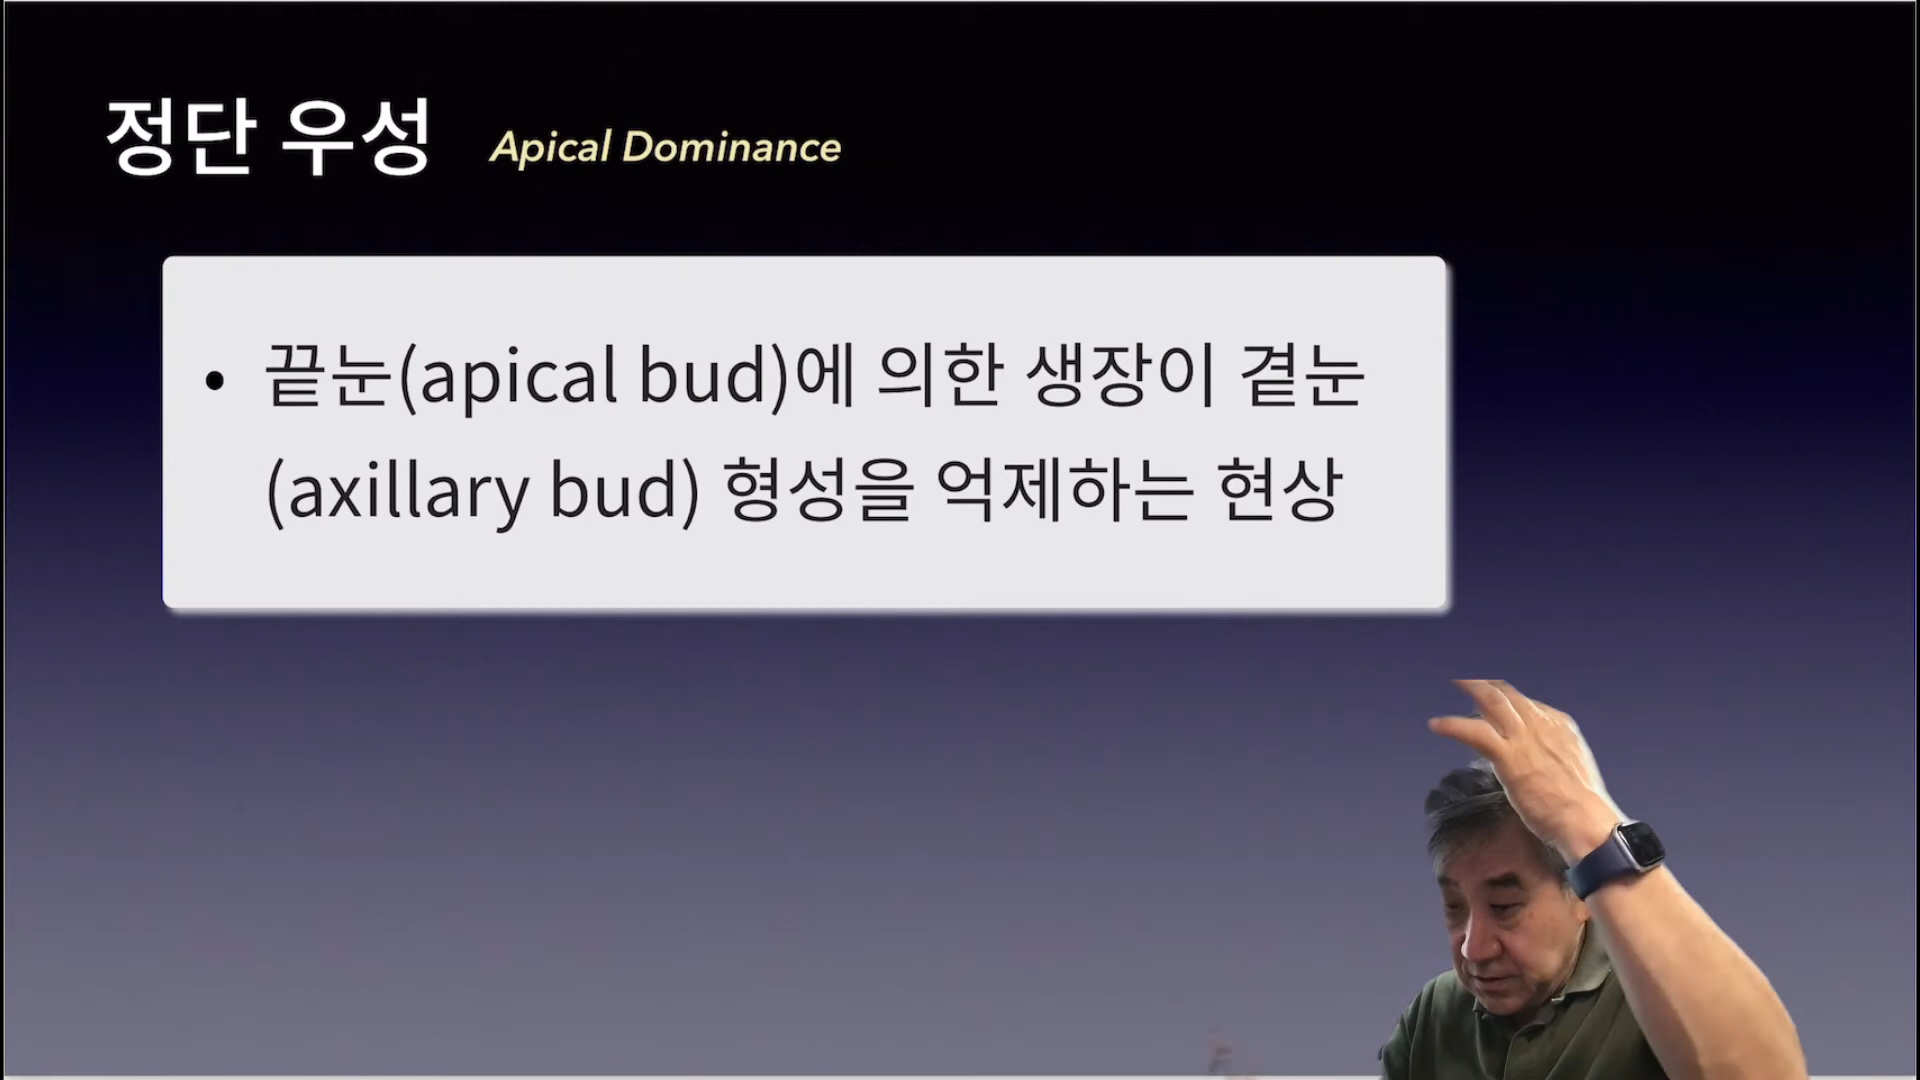 정단 우성 Apical Dominance
• 끝눈(apical bud)에 의한 생장이 곁눈
(axillary bud) 형성을 억제하는 현상